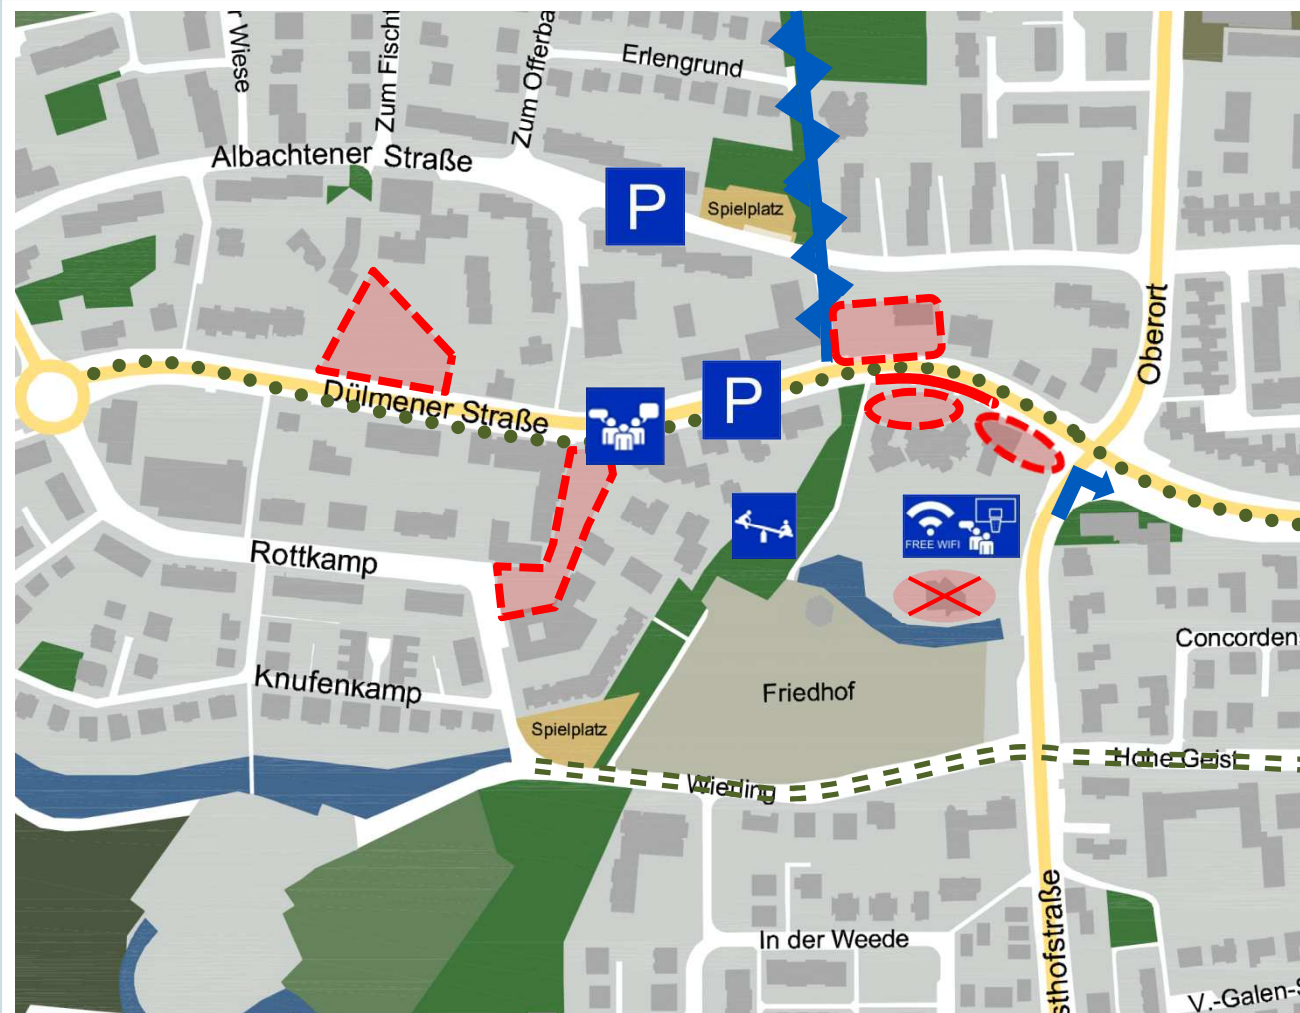 Erlengrund
r Wiese
Zum Fisch
Zum Offerba
Albachtener Straße
P
Spielplatz
Oberort
Dülmener Straße
P
FREE WIFI
Rottkamp
Concorden
Knufenkamp
Friedhof
Spielplatz
Hohe Geist
Wierling
In der Weede
sthofstraße
V.-Galen-S